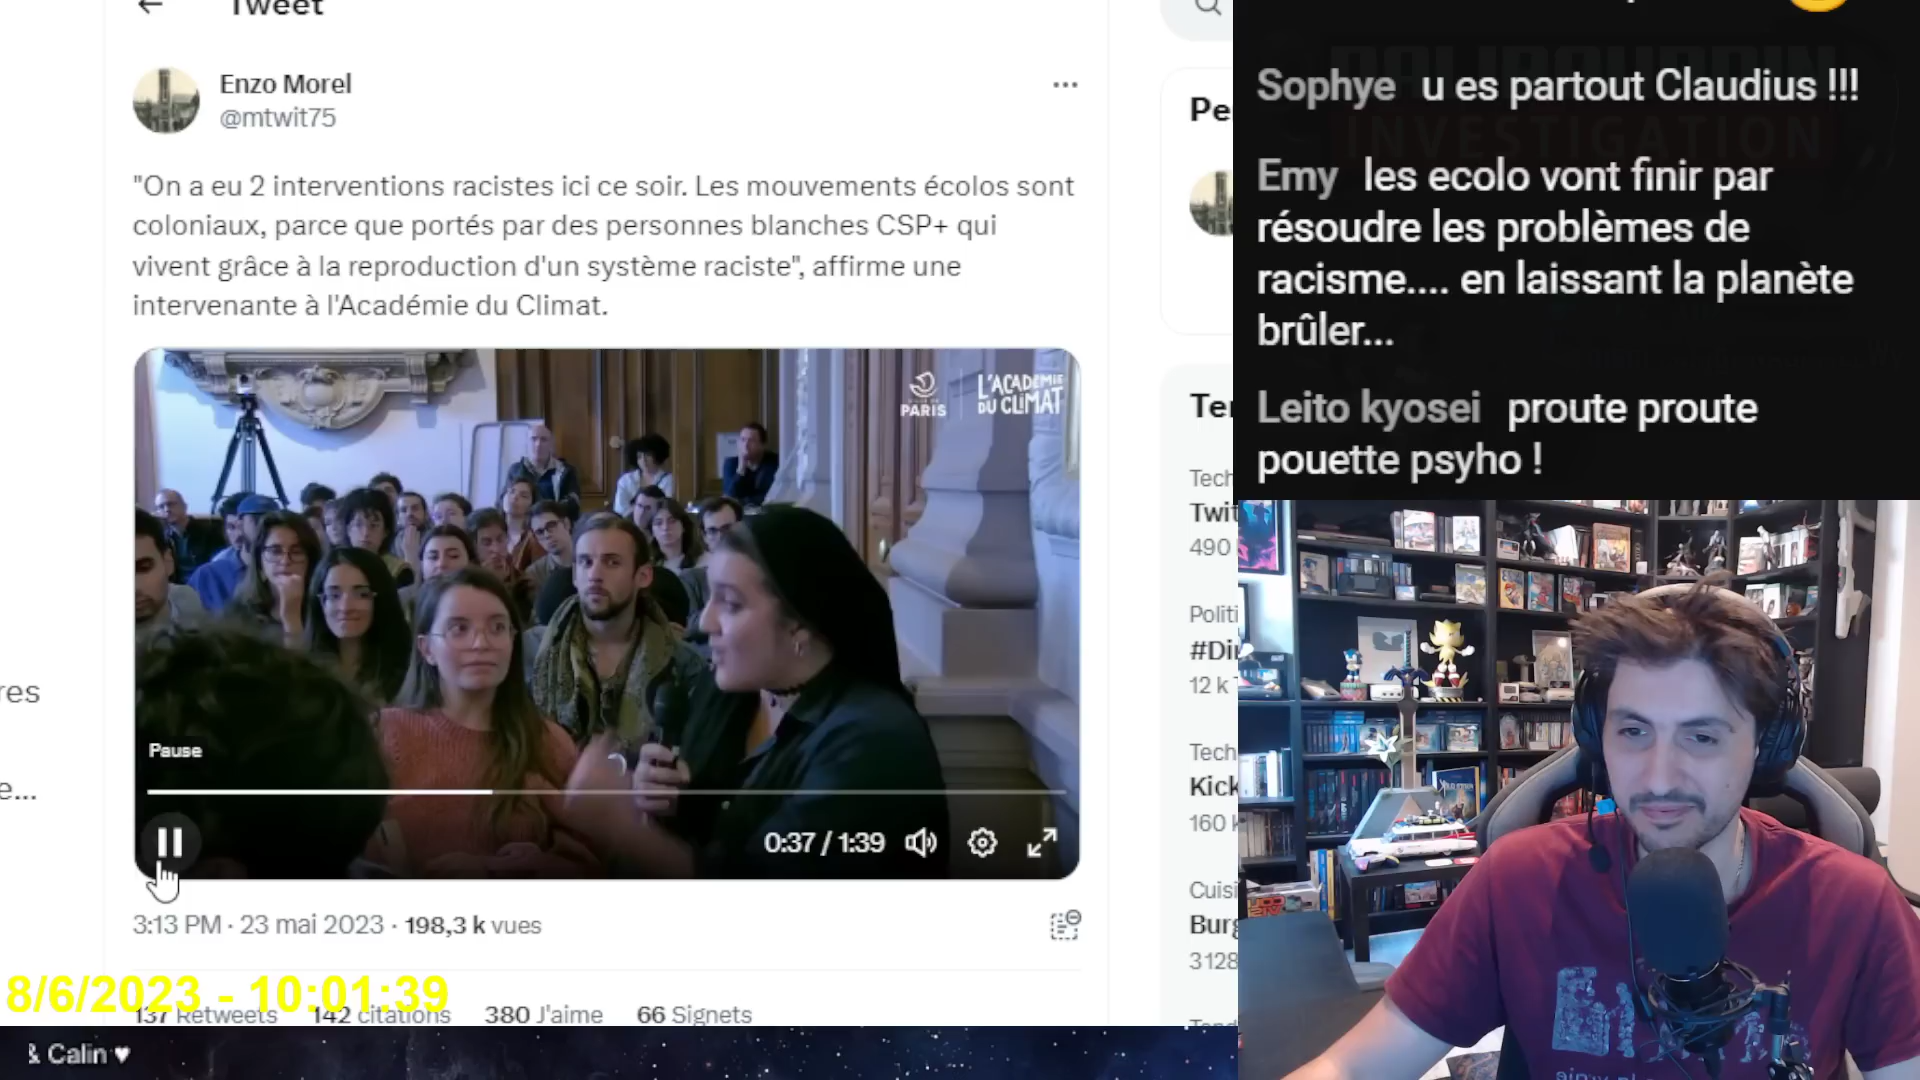 Tweet
Enzo Morel
@mtwit75
"On a eu 2 interventions racistes ici ce soir. Les mouvements écolos sont
coloniaux, parce que portés par des personnes blanches CSP+ qui
vivent grâce à la reproduction d'un système raciste", affirme une
intervenante à l'Académie du Climat.
PARIS
L'ACADÉMIE
DU CLIMAT
Pause
0:37 / 1:39
3:13 PM · 23 mai 2023 · 198,3 k vues
8/6/2023 - 10:01:39
137 Retweets 142 citations 380 J'aime 66 Signets
& Calin ♥
res
e...
Pe
Ter
Tech
Twit
490
Politi
#Dir
12 k
Tech
Kick
160 k
Cuisi
Burg
3128
Sophye u es partout Claudius !!!
INVESTIGATION
Emy les ecolo vont finir par
résoudre les problèmes de
racisme.... en laissant la planète
brûler...
Leito kyosei proute proute
pouette psyho !